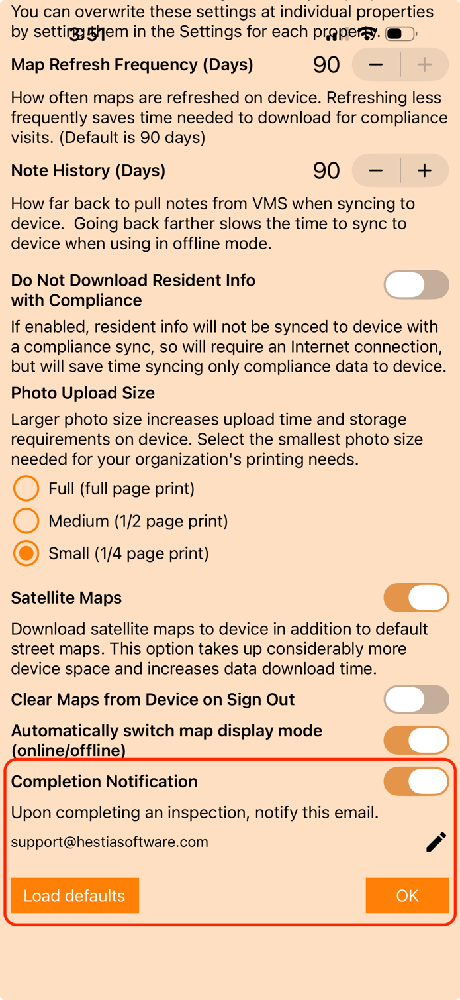 You can overwrite these settings at individual properties
by setting them in the Settings for each property.
3:51
Map Refresh Frequency (Days)
90
How often maps are refreshed on device. Refreshing less
frequently saves time needed to download for compliance
visits. (Default is 90 days)
Note History (Days)
90
How far back to pull notes from VMS when syncing to
device.  Going back farther slows the time to sync to
device when using in offline mode.
Do Not Download Resident Info
with Compliance
If enabled, resident info will not be synced to device with
a compliance sync, so will require an Internet connection,
but will save time syncing only compliance data to device.
Photo Upload Size
Larger photo size increases upload time and storage
requirements on device. Select the smallest photo size
needed for your organization's printing needs.
Full (full page print)
Medium (1/2 page print)
Small (1/4 page print)
Satellite Maps
Download satellite maps to device in addition to default
street maps. This option takes up considerably more
device space and increases data download time.
Clear Maps from Device on Sign Out
Automatically switch map display mode
(online/offline)
Completion Notification
Upon completing an inspection, notify this email.
support@hestiasoftware.com
Load defaults
OK